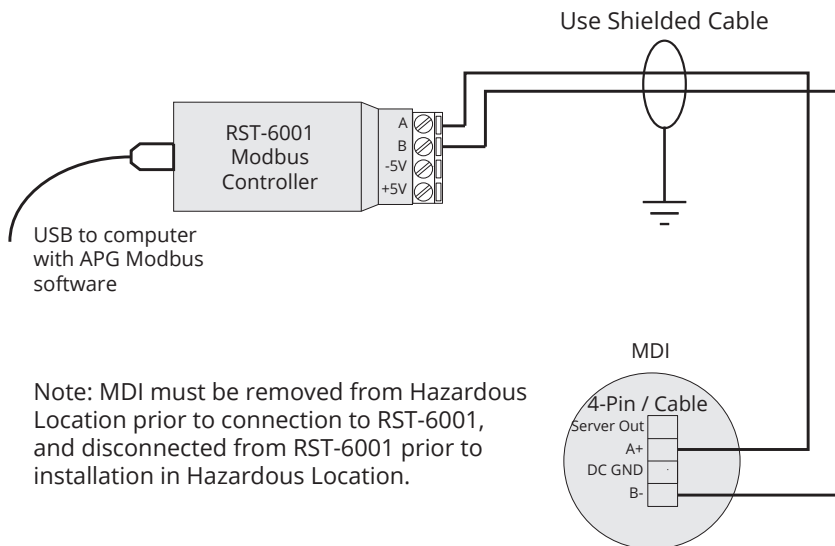 Use Shielded Cable
RST-6001
Modbus
Controller
A
B
-5V
+5V
USB to computer
with APG Modbus
software
MDI
4-Pin / Cable
Server Out
A+
DC GND
B-
Note: MDI must be removed from Hazardous
Location prior to connection to RST-6001,
and disconnected from RST-6001 prior to
installation in Hazardous Location.